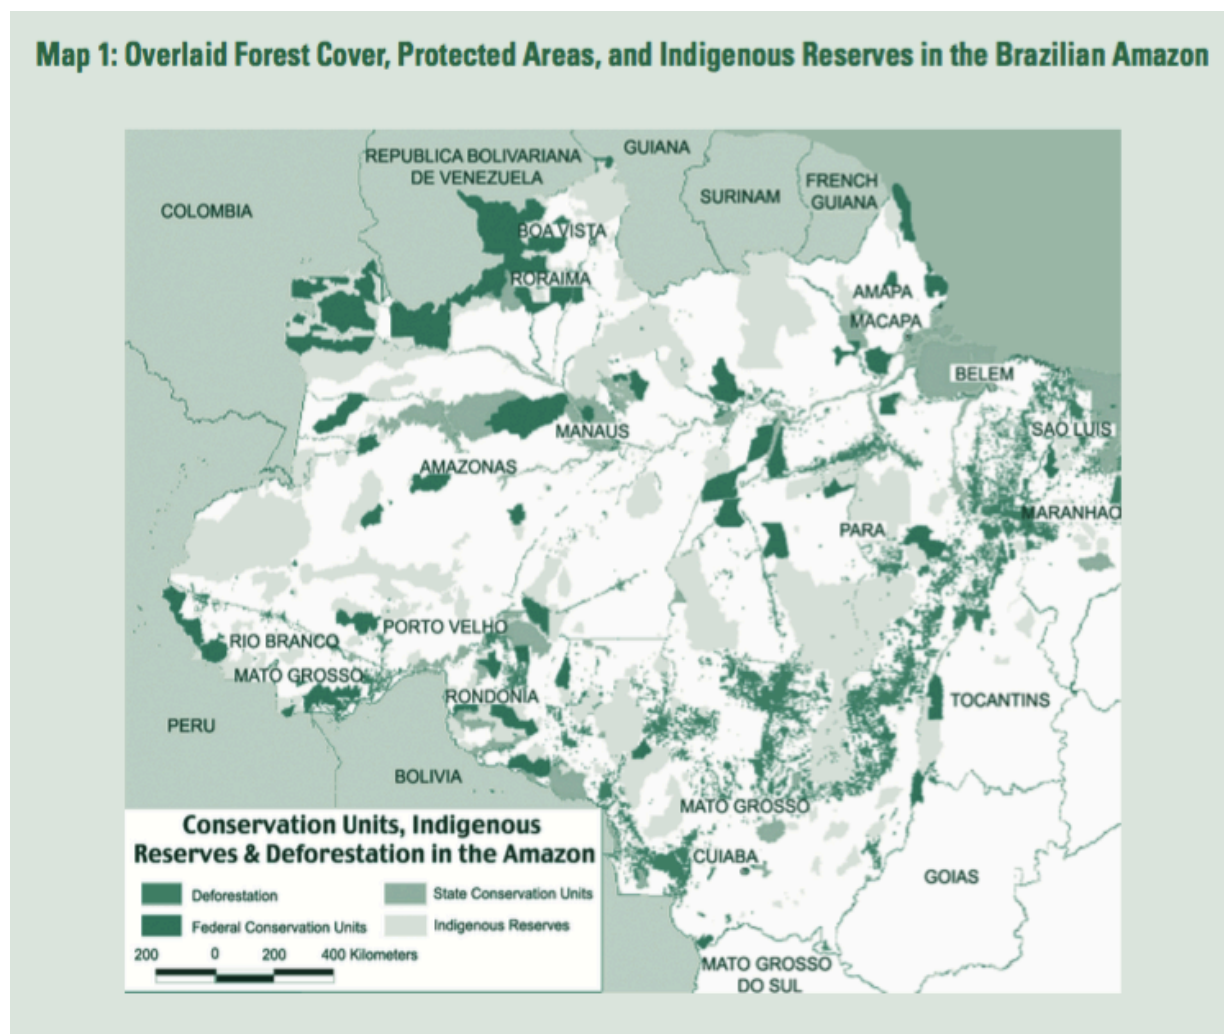 Map 1: Overlaid Forest Cover, Protected Areas, and Indigenous Reserves in the Brazilian Amazon
REPUBLICA BOLIVARIANA
DE VENEZUELA
GUIANA
COLOMBIA
SURINAM
FRENCH
GUIANA
BOA VISTA
RORAIMA
AMAPA
MACAPA
BELEM
SAO LUIS
MANAUS
AMAZONAS
MARANHAO
PARA
PORTO VELHO
RIO BRANCO
MATO GROSSO
RONDONIA
TOCANTINS
PERU
BOLIVIA
MATO GROSSO
CUIABA
GOIAS
MATO GROSSO
DO SUL
Conservation Units, Indigenous
Reserves & Deforestation in the Amazon
Deforestation
State Conservation Units
Federal Conservation Units
Indigenous Reserves
200 0 200 400 Kilometers